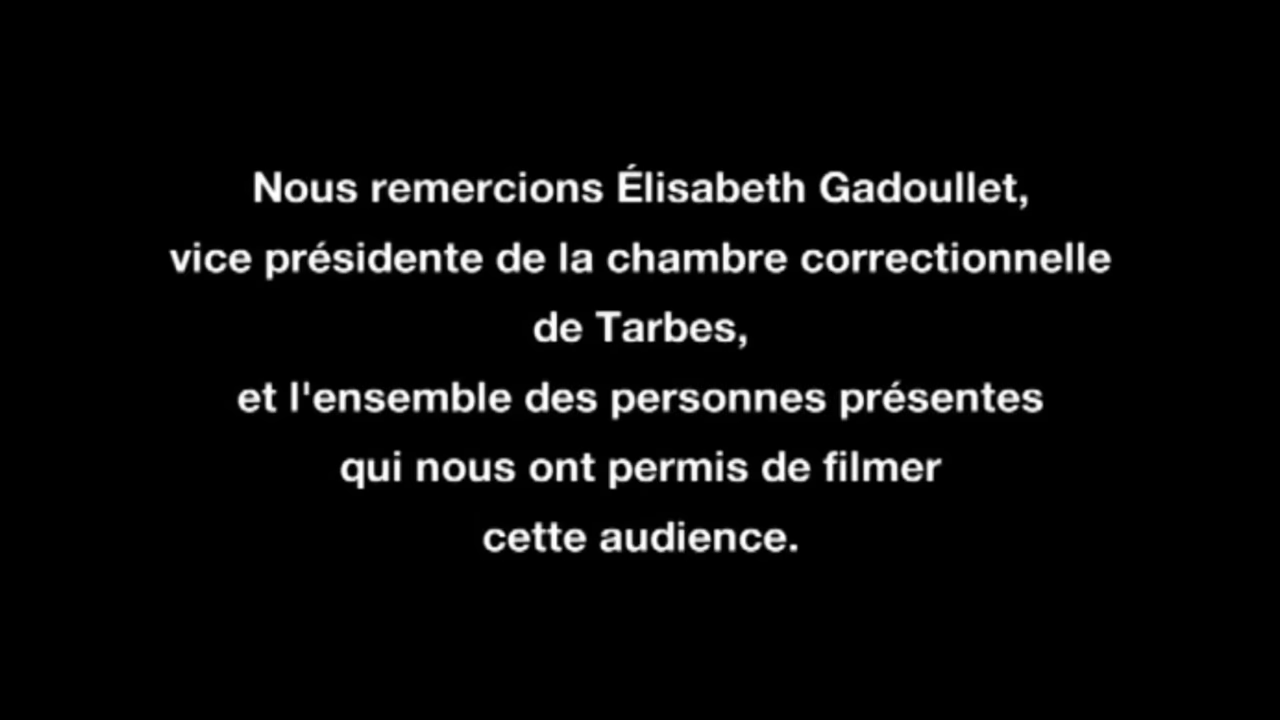 Nous remercions Élisabeth Gadoullet,
vice présidente de la chambre correctionnelle
de Tarbes,
et l'ensemble des personnes présentes
qui nous ont permis de filmer
cette audience.